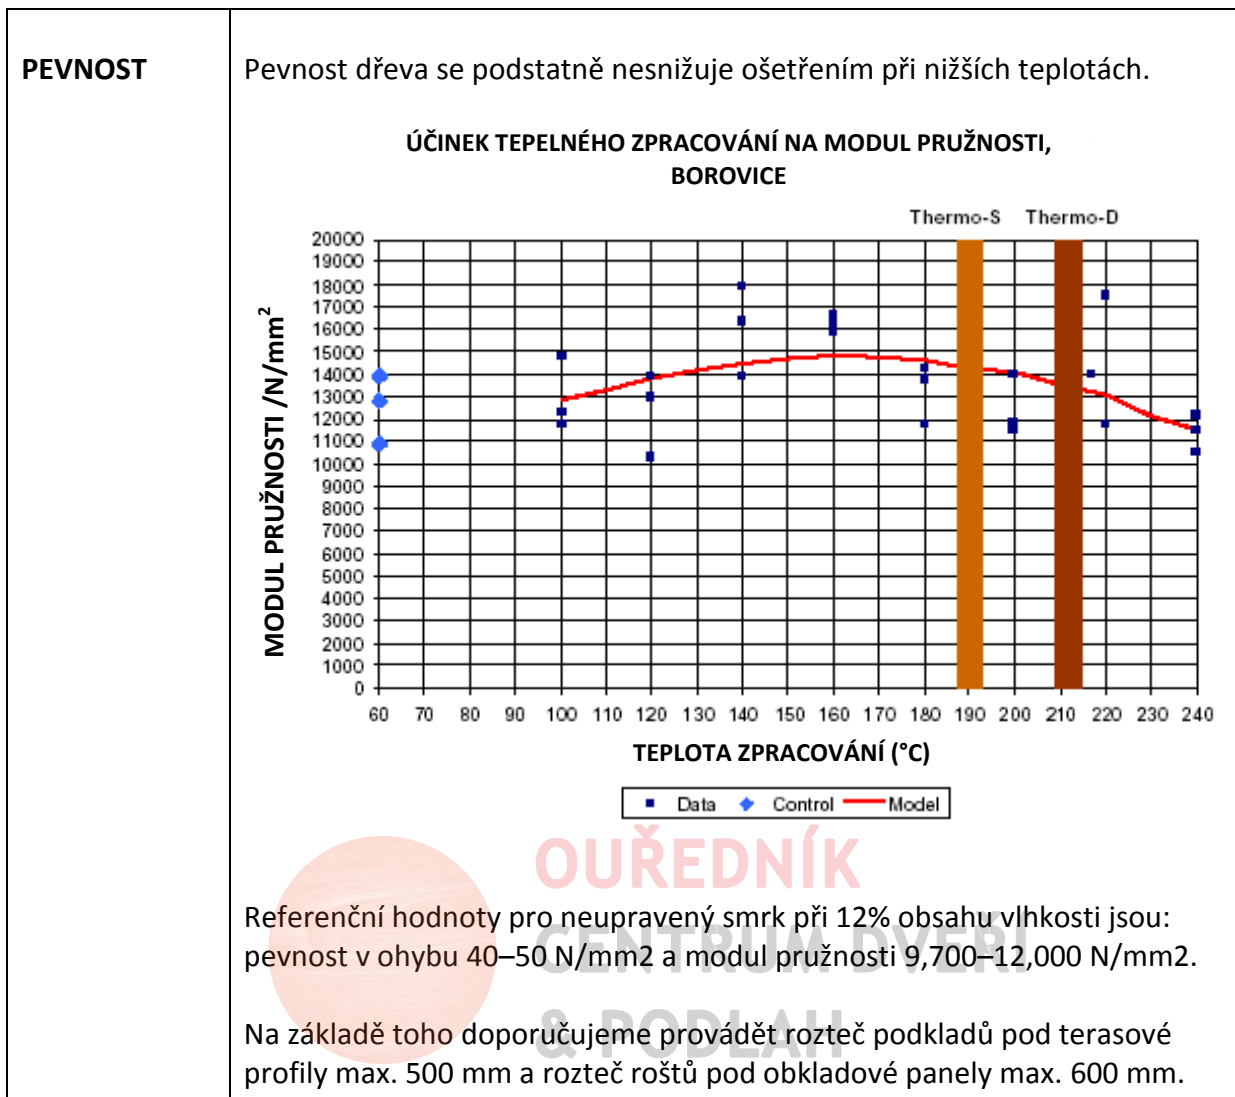 PEVNOST
Pevnost dřeva se podstatně nesnižuje ošetřením při nižších teplotách.
ÚČINEK TEPELNÉHO ZPRACOVÁNÍ NA MODUL PRUŽNOSTI,
BOROVICE
Thermo-S Thermo-D
MODUL PRUŽNOSTI /N/mm²
20000
19000
18000
17000
16000
15000
14000
13000
12000
11000
10000
9000
8000
7000
6000
5000
4000
3000
2000
1000
0
60 70 80 90 100 110 120 130 140 150 160 170 180 190 200 210 220 230 240
TEPLOTA ZPRACOVÁNÍ (°C)
Data Control Model
OUŘEDNÍK
CENTRUM DVEŘÍ
& PODLAH
Referenční hodnoty pro neupravený smrk při 12% obsahu vlhkosti jsou:
pevnost v ohybu 40–50 N/mm2 a modul pružnosti 9,700–12,000 N/mm2.
Na základě toho doporučujeme provádět rozteč podkladů pod terasové
profily max. 500 mm a rozteč roštů pod obkladové panely max. 600 mm.